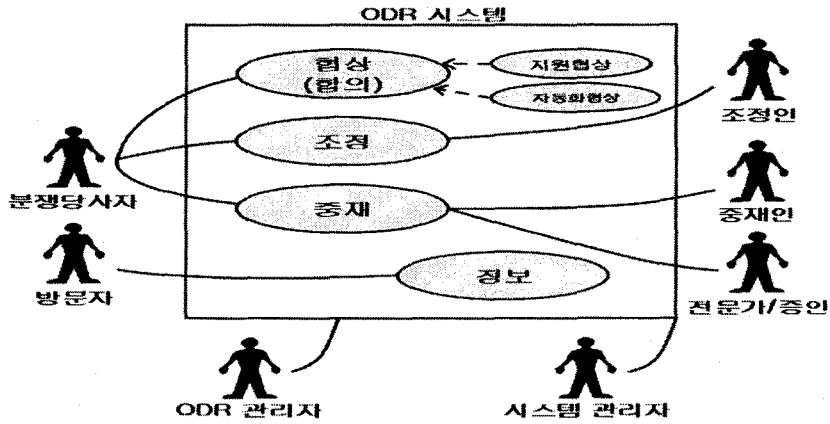 ODR 시스템
협상
(합의)
지원협상
자동화협상
조정
중재
정보
분쟁당사자
방문자
조정인
중재인
전문가/증인
ODR 관리자
시스템 관리자